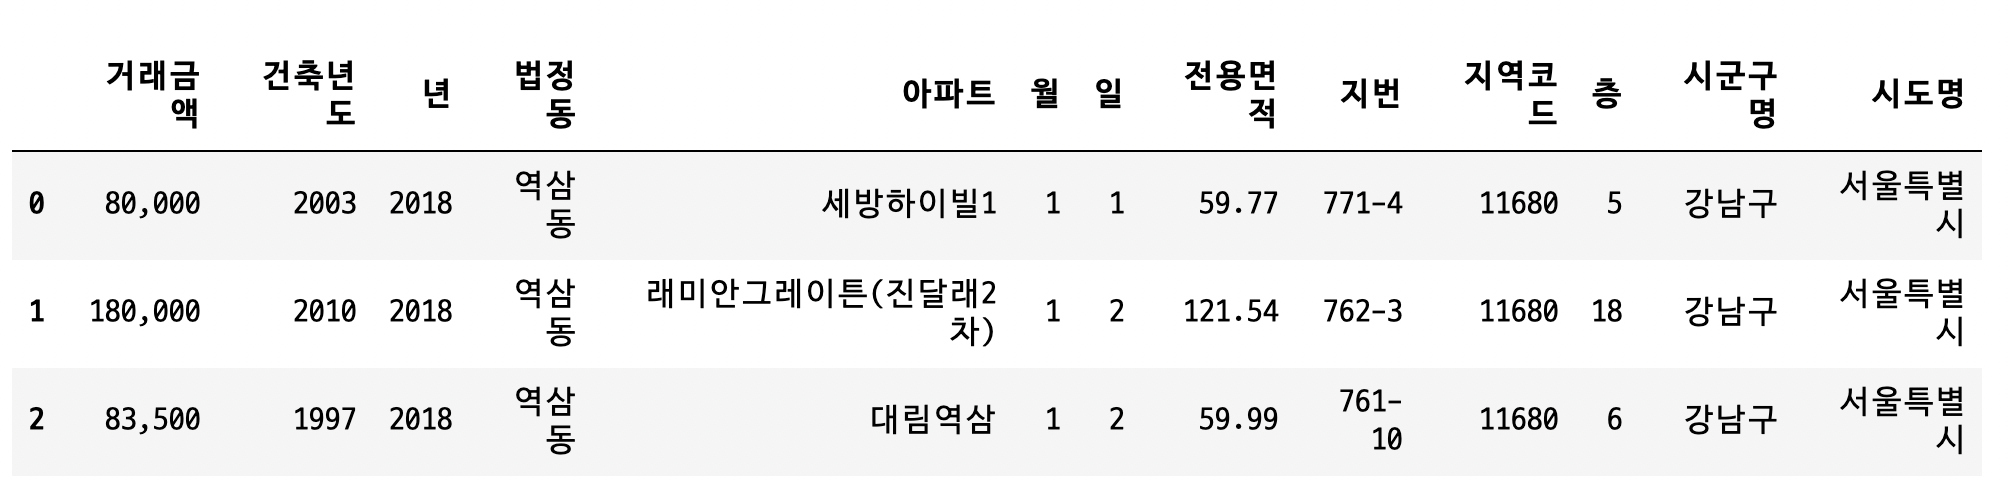 거래금액 건축년도 년 법정동 아파트 월 일 전용면적 지번 지역코드 층 시군구명 시도명
0 80,000 2003 2018 역삼동 세방하이빌1 1 1 59.77 771-4 11680 5 강남구 서울특별시
1 180,000 2010 2018 역삼동 래미안그레이튼(진달래2차) 1 2 121.54 762-3 11680 18 강남구 서울특별시
2 83,500 1997 2018 역삼동 대림역삼 1 2 59.99 761-10 11680 6 강남구 서울특별시